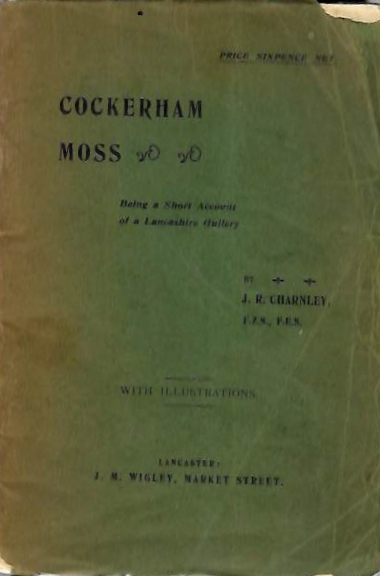 PRICE SIXPENCE NET.
COCKERHAM
MOSS
Being a Short Account
of a Lancashire Gullery
BY
J. R. CHARNLEY,
F.Z.S., F.E.S.
WITH ILLUSTRATIONS
LANCASTER:
J. M. WIGLEY, MARKET STREET.